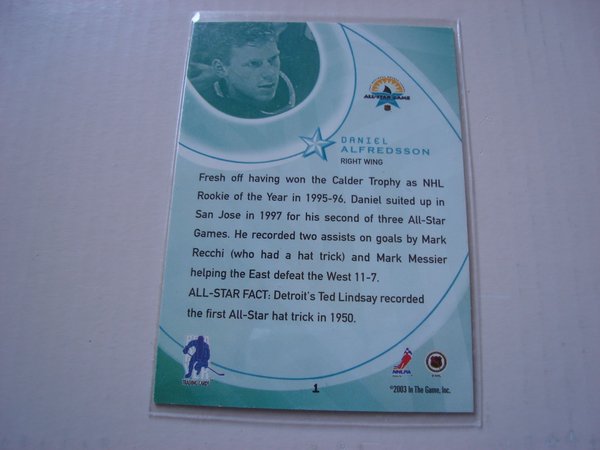 ALL-STAR GAME
DANIEL
ALFREDSSON
RIGHT WING
Fresh off having won the Calder Trophy as NHL
Rookie of the Year in 1995-96, Daniel suited up in
San Jose in 1997 for his second of three All-Star
Games. He recorded two assists on goals by Mark
Recchi (who had a hat trick) and Mark Messier
helping the East defeat the West 11-7.
ALL-STAR FACT: Detroit's Ted Lindsay recorded
the first All-Star hat trick in 1950.
TRADING CARDS
1
NHLPA
©2003 In The Game, Inc.